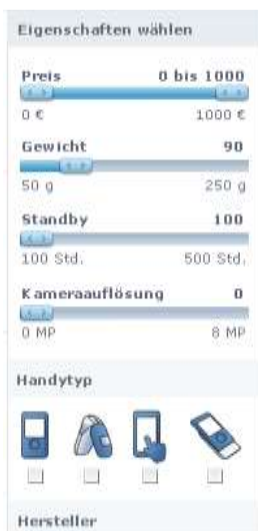 Eigenschaften wählen
Preis 0 bis 1000
0 € 1000 €
Gewicht 90
50 g 250 g
Standby 100
100 Std. 500 Std.
Kameraauflösung 0
0 MP 8 MP
Handytyp
Hersteller